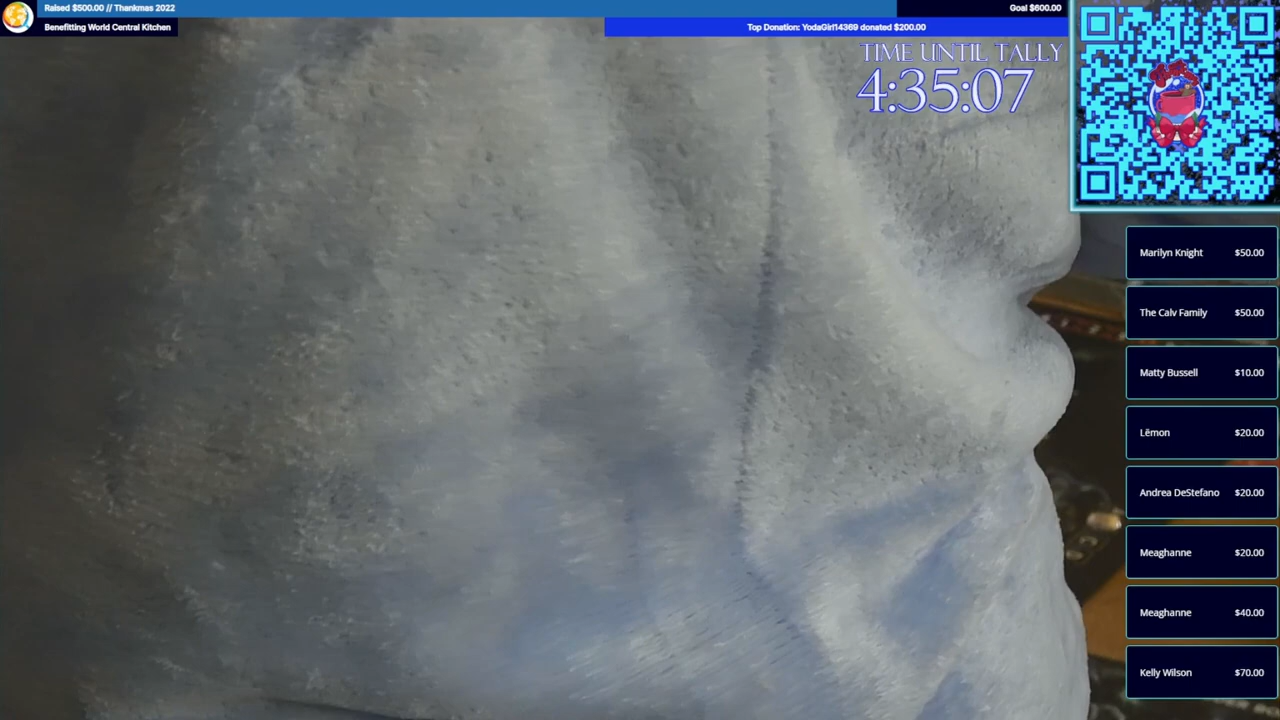 Raised $500.00 // Thankmas 2022
Goal $600.00
Benefitting World Central Kitchen
Top Donation: YodaGirl14369 donated $200.00
TIME UNTIL TALLY
4:35:07
Marilyn Knight $50.00
The Calv Family $50.00
Matty Bussell $10.00
Lēmon $20.00
Andrea DeStefano $20.00
Meaghanne $20.00
Meaghanne $40.00
Kelly Wilson $70.00